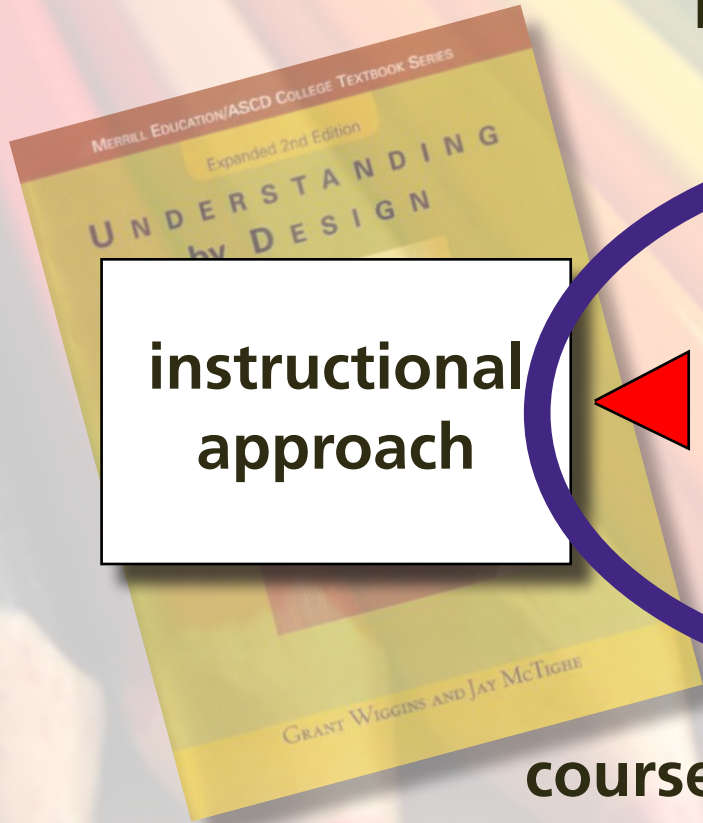 MERRILL EDUCATION/ASCD COLLEGE TEXTBOOK SERIES
Expanded 2nd Edition
UNDERSTANDING
by DESIGN
instructional
approach
GRANT WIGGINS AND JAY MCTIGHE
course